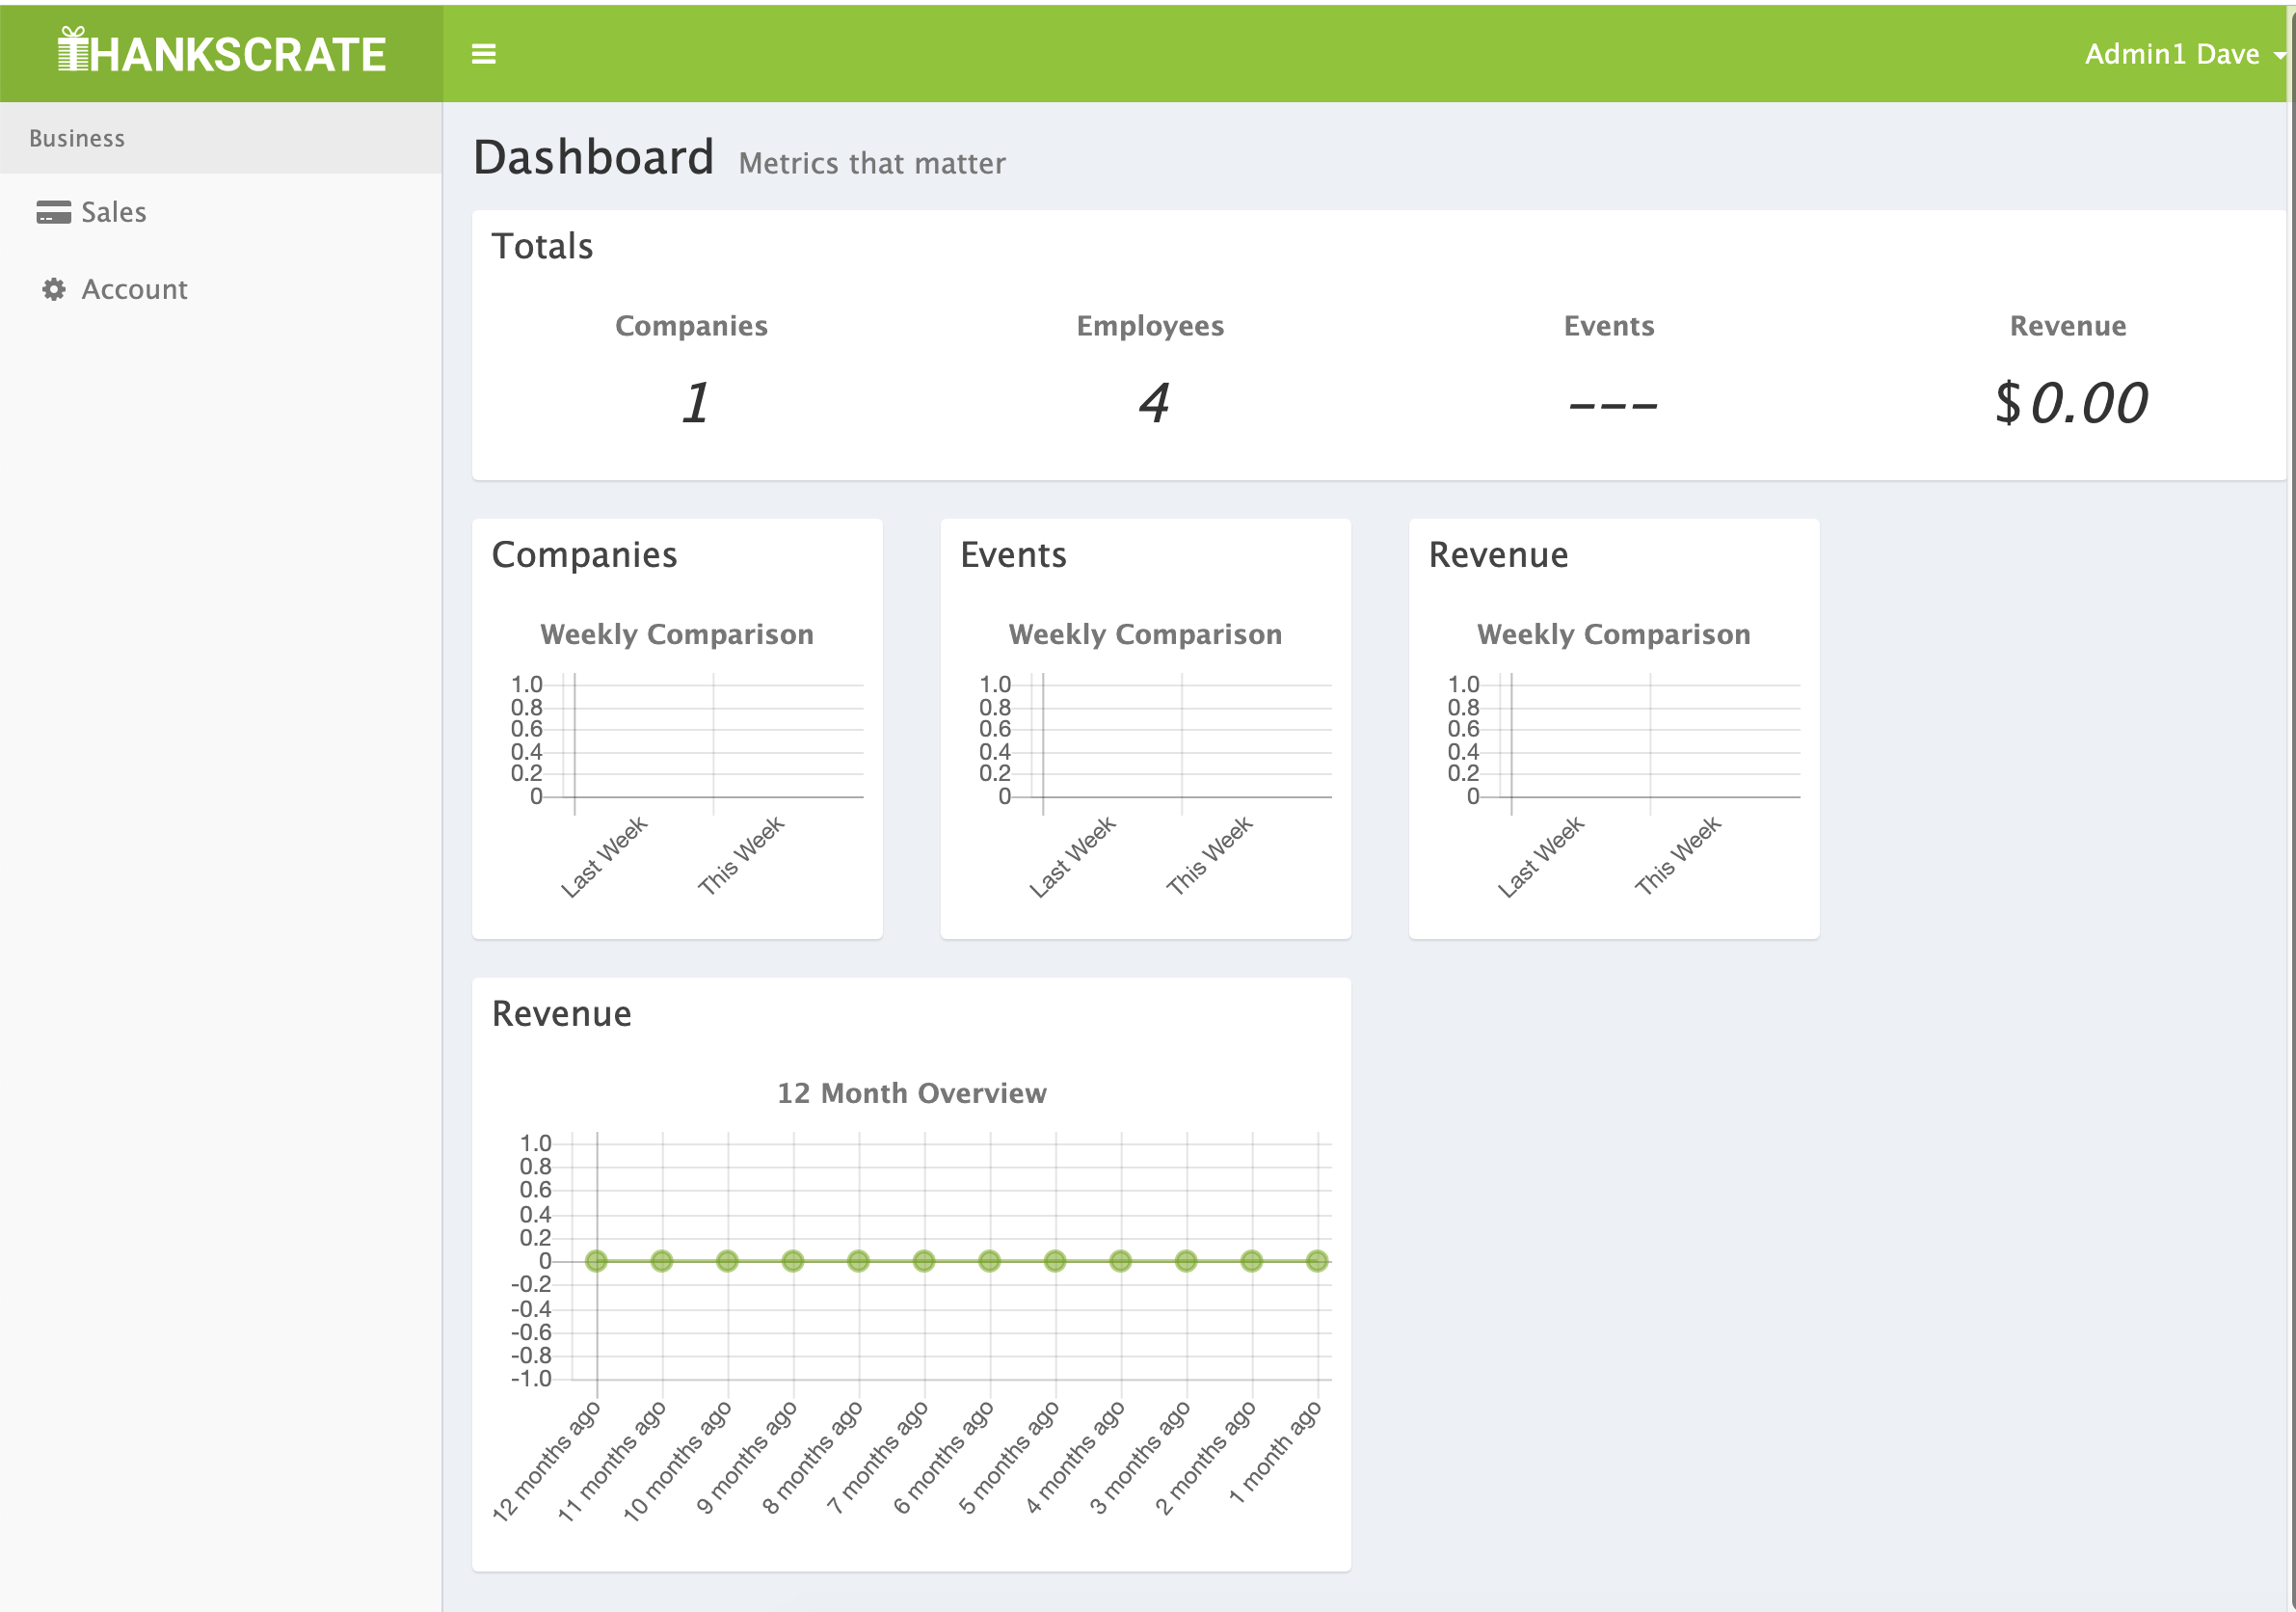 THANKSCRATE
Admin1 Dave
Business
Sales
Account
Dashboard Metrics that matter
Totals
Companies Employees Events Revenue
1 4 --- $0.00
Companies
Weekly Comparison
1.0
0.8
0.6
0.4
0.2
0
Last Week This Week
Events
Weekly Comparison
1.0
0.8
0.6
0.4
0.2
0
Last Week This Week
Revenue
Weekly Comparison
1.0
0.8
0.6
0.4
0.2
0
Last Week This Week
Revenue
12 Month Overview
1.0
0.8
0.6
0.4
0.2
0
-0.2
-0.4
-0.6
-0.8
-1.0
12 months ago
11 months ago
10 months ago
9 months ago
8 months ago
7 months ago
6 months ago
5 months ago
4 months ago
3 months ago
2 months ago
1 month ago